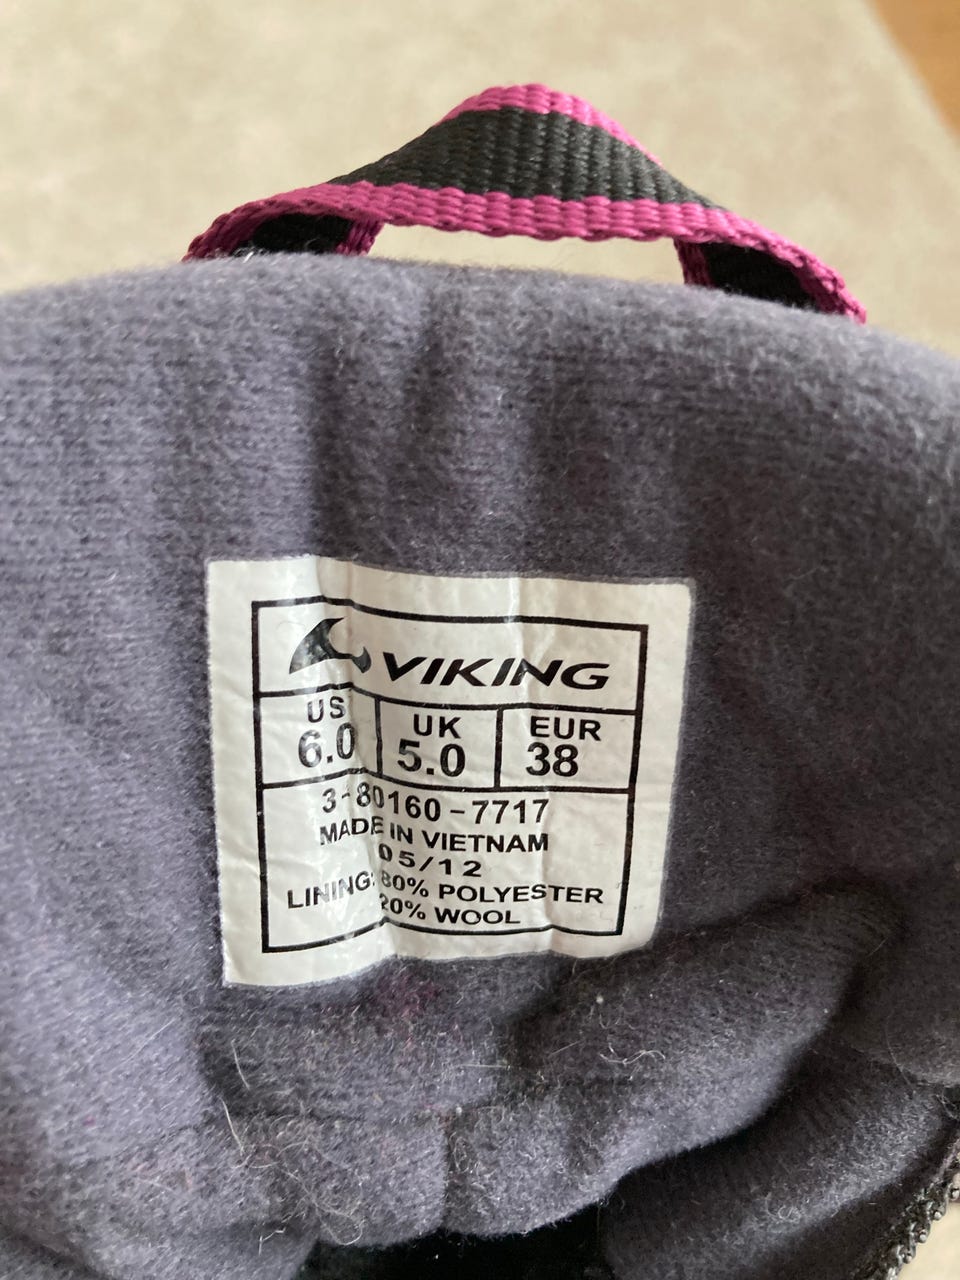 VIKING
US UK EUR
6.0 5.0 38
3-80160-7717
MADE IN VIETNAM
05/12
LINING: 80% POLYESTER
20% WOOL